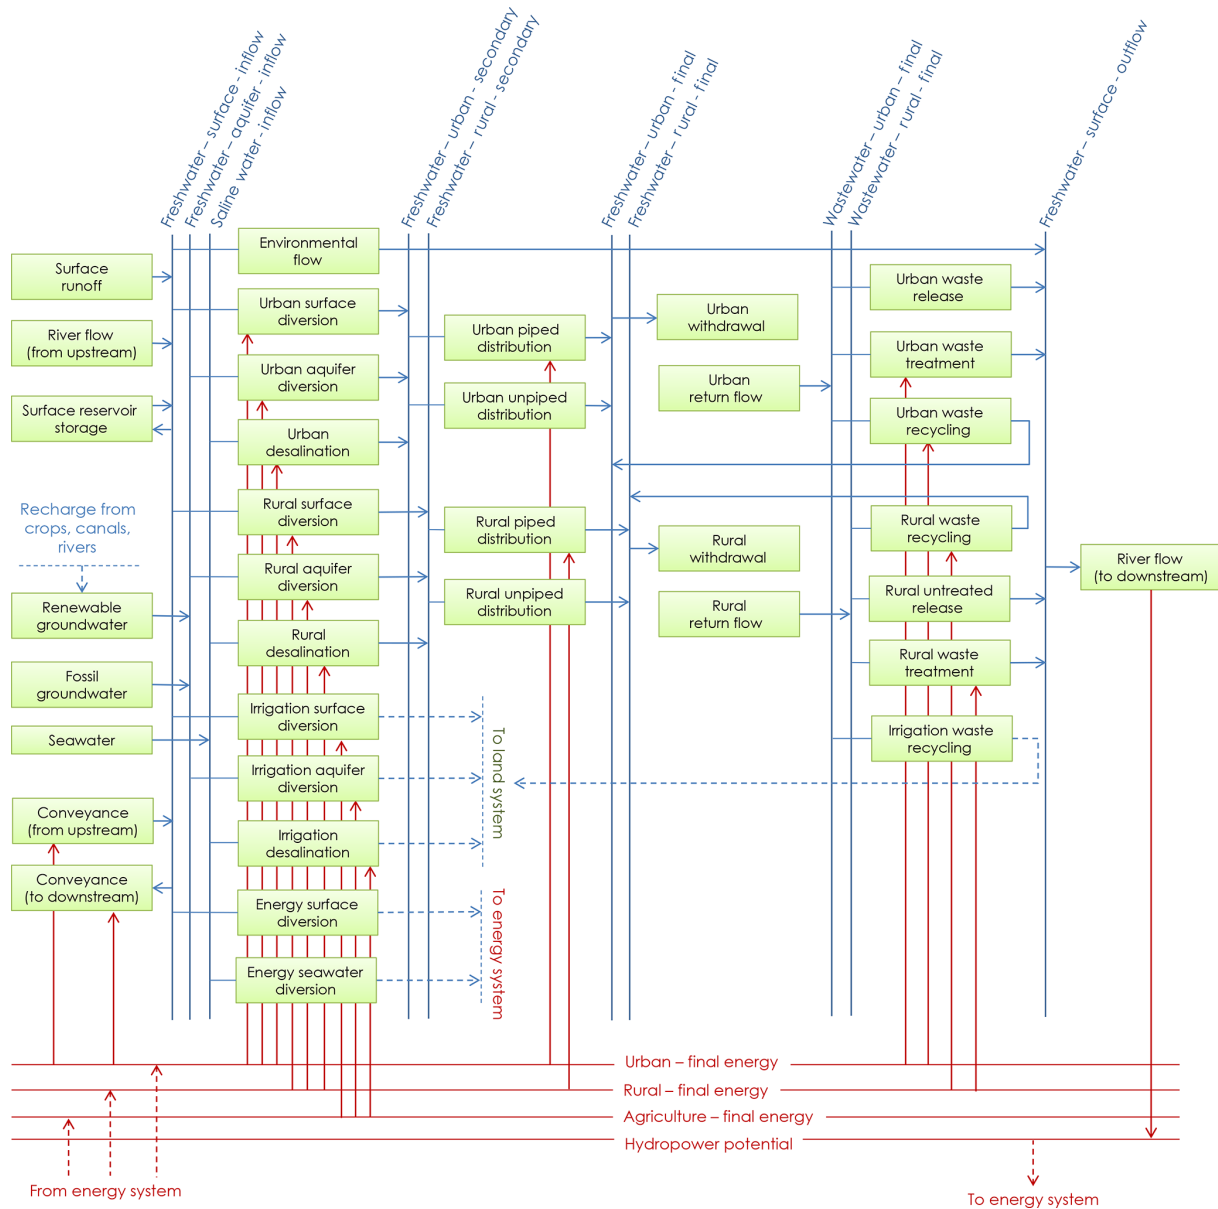 Freshwater – surface - inflow
Freshwater – aquifer - inflow
Saline water - inflow
Freshwater – urban - secondary
Freshwater – rural - secondary
Freshwater – urban - final
Freshwater – rural - final
Wastewater – urban – final
Wastewater – rural - final
Freshwater – surface - outflow
Surface
runoff
River flow
(from upstream)
Surface reservoir
storage
Recharge from
crops, canals,
rivers
Renewable
groundwater
Fossil
groundwater
Seawater
Conveyance
(from upstream)
Conveyance
(to downstream)
Environmental
flow
Urban surface
diversion
Urban aquifer
diversion
Urban
desalination
Rural surface
diversion
Rural aquifer
diversion
Rural
desalination
Irrigation surface
diversion
Irrigation aquifer
diversion
Irrigation
desalination
Energy surface
diversion
Energy seawater
diversion
Urban piped
distribution
Urban unpiped
distribution
Rural piped
distribution
Rural unpiped
distribution
To land system
To energy system
Urban
withdrawal
Urban
return flow
Rural
withdrawal
Rural
return flow
Urban waste
release
Urban waste
treatment
Urban waste
recycling
Rural waste
recycling
Rural untreated
release
Rural waste
treatment
Irrigation waste
recycling
River flow
(to downstream)
Urban – final energy
Rural – final energy
Agriculture – final energy
Hydropower potential
From energy system
To energy system